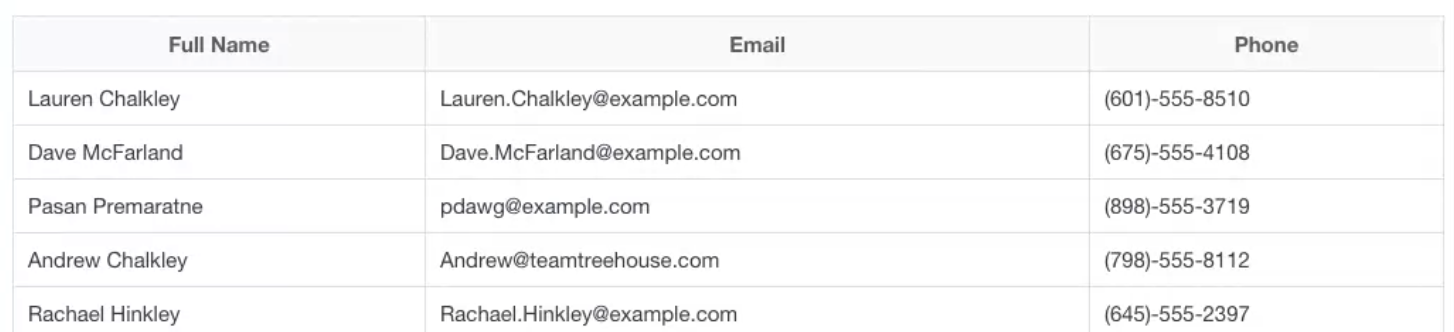 Full Name Email Phone
Lauren Chalkley Lauren.Chalkley@example.com (601)-555-8510
Dave McFarland Dave.McFarland@example.com (675)-555-4108
Pasan Premaratne pdawg@example.com (898)-555-3719
Andrew Chalkley Andrew@teamtreehouse.com (798)-555-8112
Rachael Hinkley Rachael.Hinkley@example.com (645)-555-2397